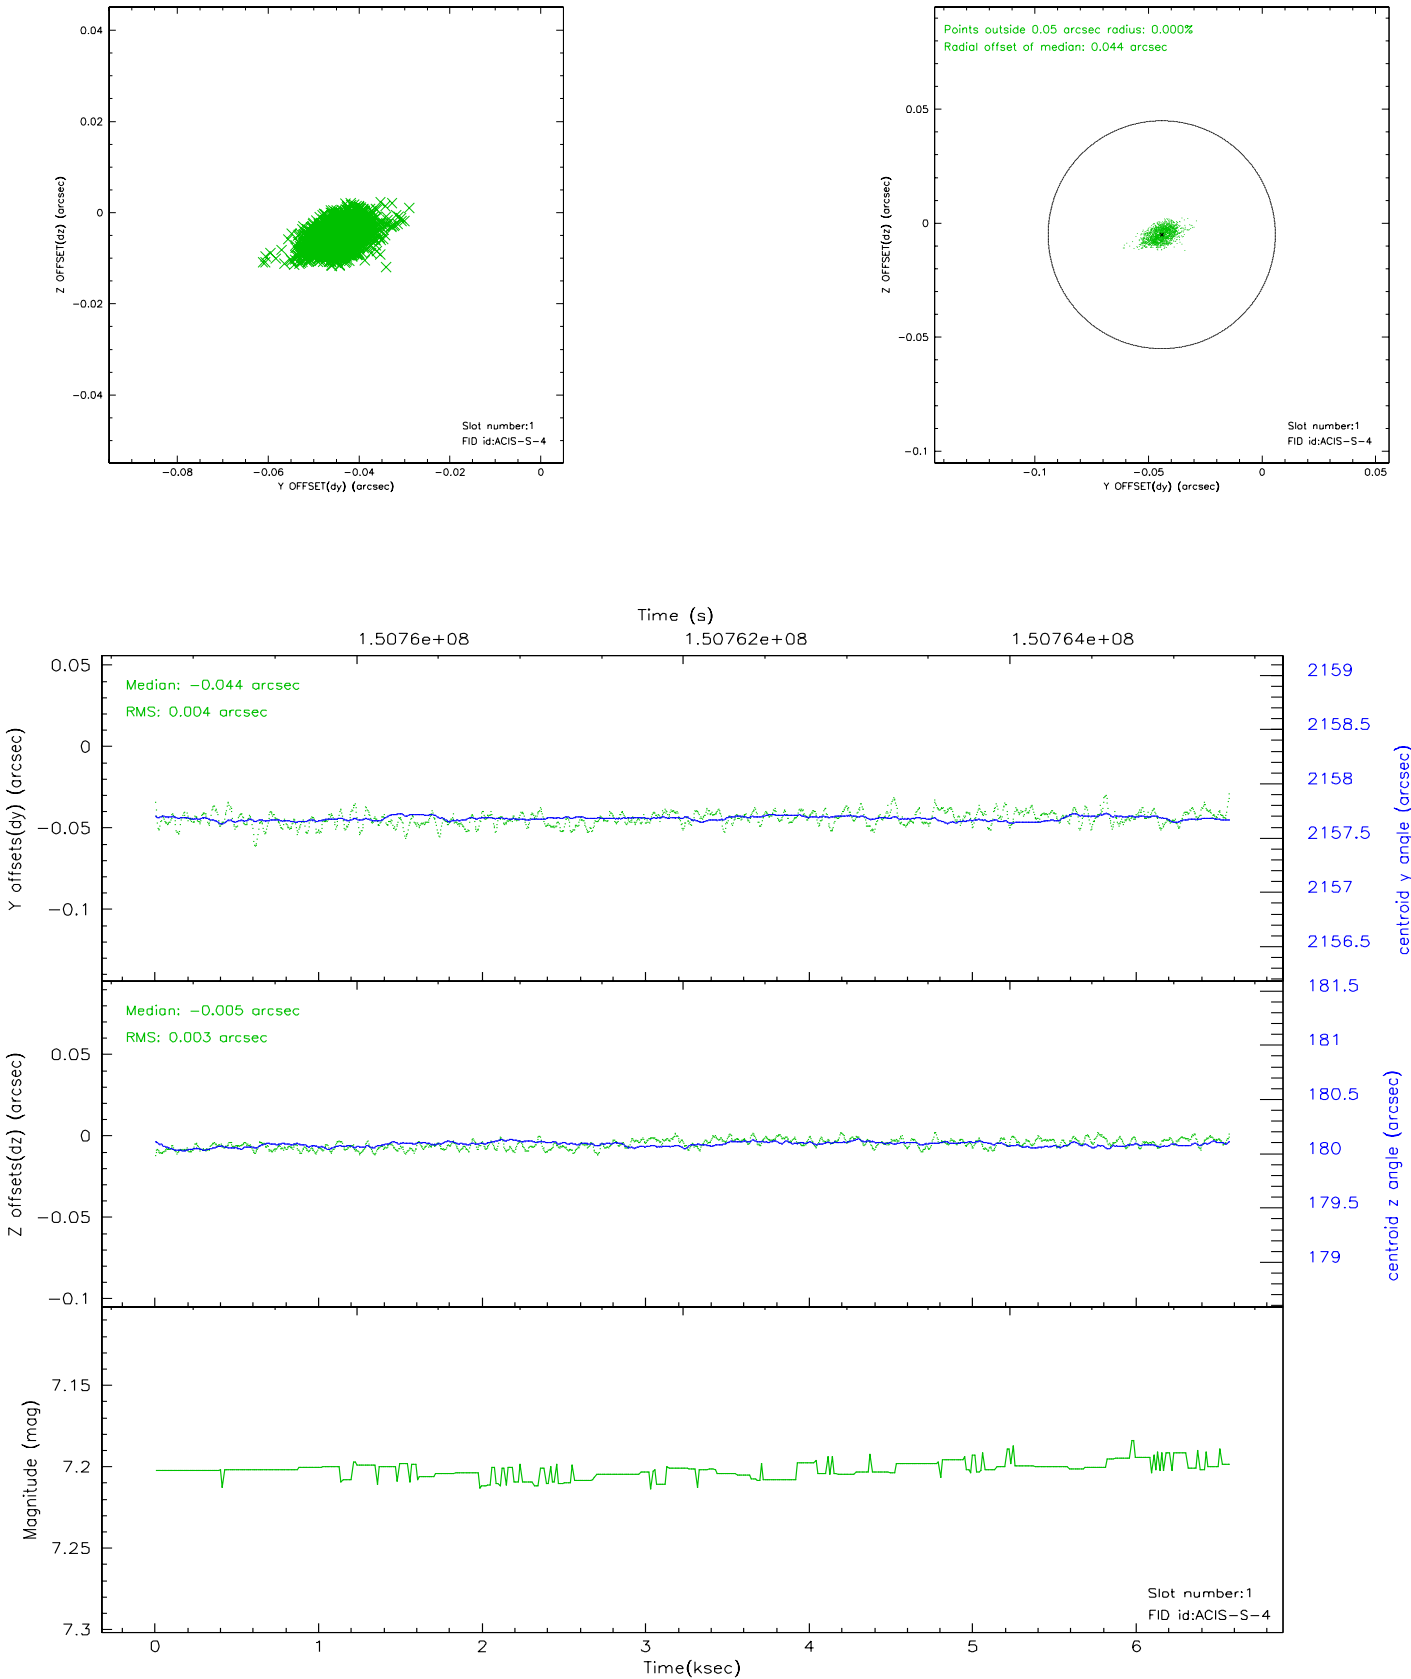 0.04
0.02
0
−0.02
−0.04
Z OFFSET(dz) (arcsec)
Slot number:1
FID id:ACIS−S−4
−0.08
−0.06
−0.04
−0.02
0
Y OFFSET(dy) (arcsec)
Points outside 0.05 arcsec radius: 0.000%
Radial offset of median: 0.044 arcsec
0.05
0
−0.05
−0.1
Z OFFSET(dz) (arcsec)
Slot number:1
FID id:ACIS−S−4
−0.1
−0.05
0
0.05
Y OFFSET(dy) (arcsec)
Time (s)
1.5076e+08
1.50762e+08
1.50764e+08
0.05
0
−0.05
−0.1
Y offsets(dy) (arcsec)
Median: −0.044 arcsec
RMS: 0.004 arcsec
2159
2158.5
2158
2157.5
2157
2156.5
centroid y angle (arcsec)
0.05
0
−0.05
−0.1
Z offsets(dz) (arcsec)
Median: −0.005 arcsec
RMS: 0.003 arcsec
181.5
181
180.5
180
179.5
179
centroid z angle (arcsec)
7.15
7.2
7.25
7.3
Magnitude (mag)
Slot number:1
FID id:ACIS−S−4
0
1
2
3
4
5
6
Time(ksec)